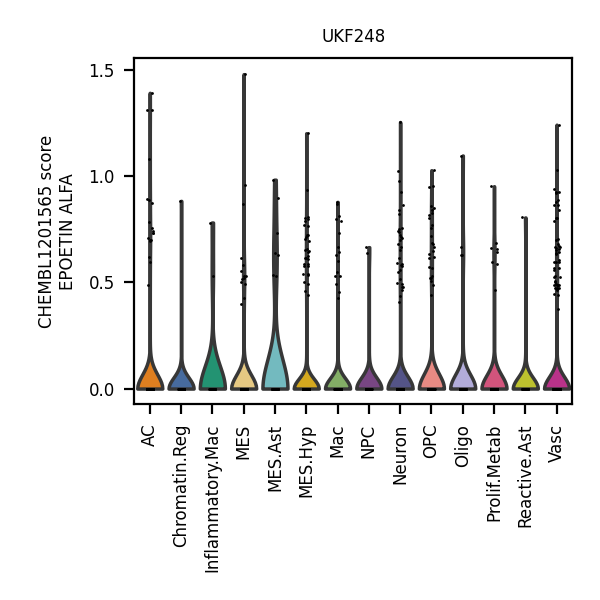 UKF248
CHEMBL1201565 score
EPOETIN ALFA
1.5
1.0
0.5
0.0
AC
Chromatin.Reg
Inflammatory.Mac
MES
MES.Ast
MES.Hyp
Mac
NPC
Neuron
OPC
Oligo
Prolif.Metab
Reactive.Ast
Vasc